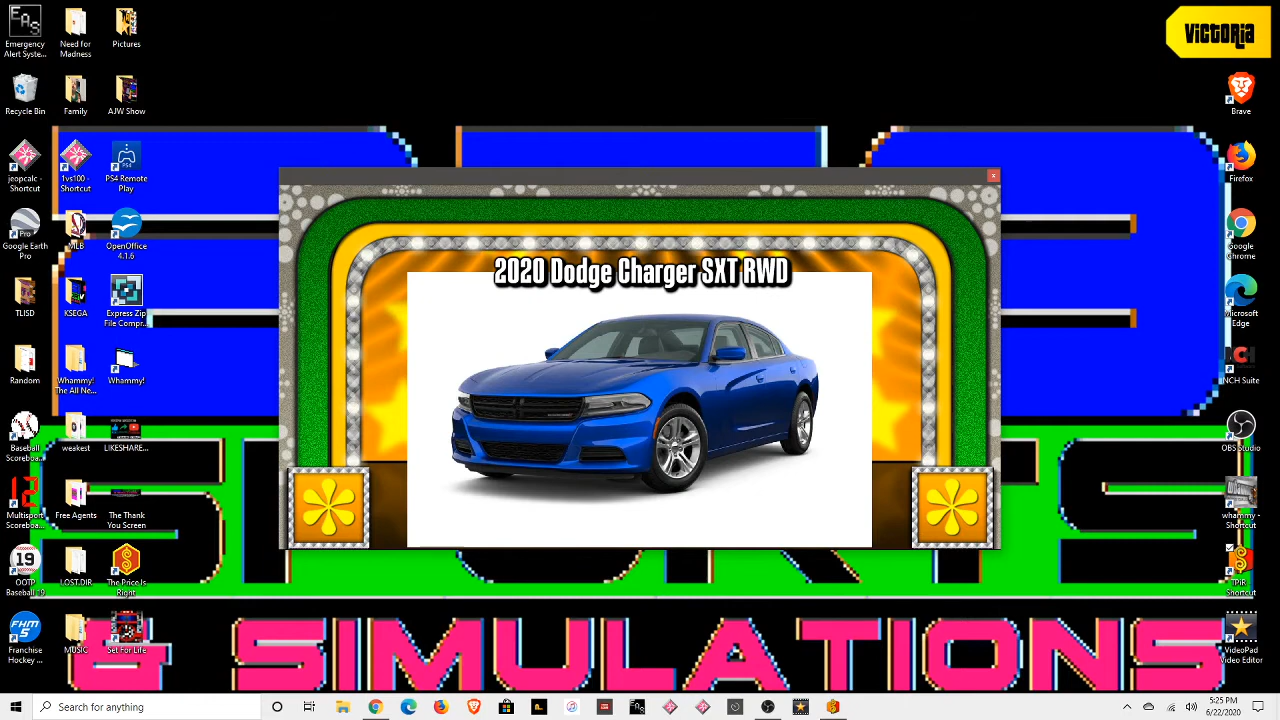 Emergency
Alert Syste...
Need for
Madness
Pictures
VICTORIA
Recycle Bin
Family
AJW Show
Brave
jeopcalc -
Shortcut
1vs100 -
Shortcut
PS4 Remote
Play
Firefox
Google Earth
Pro
MLB
OpenOffice
4.1.6
Google
Chrome
2020 Dodge Charger SXT RWD
TLISD
KSEGA
Express Zip
File Compr...
Microsoft
Edge
Random
Whammy!
The All Ne...
Whammy!
NCH Suite
Baseball
Scoreboa...
weakest
LIKESHARE...
OBS Studio
Multisport
Scoreboa...
Free Agents
The Thank
You Screen
whammy -
Shortcut
SPORTS
OOTP
Baseball 19
LOST.DIR
The Price Is
Right
TPiR
Shortcut
Franchise
Hockey ...
MUSIC
Set For Life
VideoPad
Video Editor
& SIMULATIONS
Search for anything
5:25 PM
6/22/2020